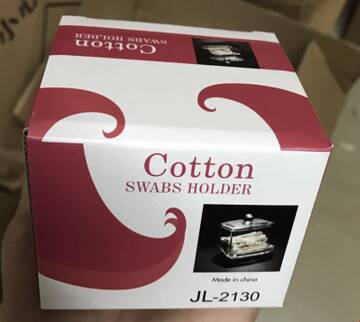 Cotton
SWABS HOLDER
Cotton
SWABS HOLDER
Made in china
JL-2130